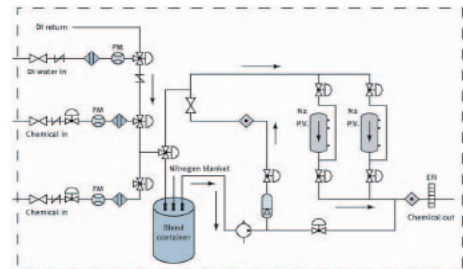 DI return
FM
DI water in
FM
Chemical in
FM
Chemical in
Nitrogen blanket
Blend
container
N2
P.V.
N2
P.V.
EFI
Chemical out